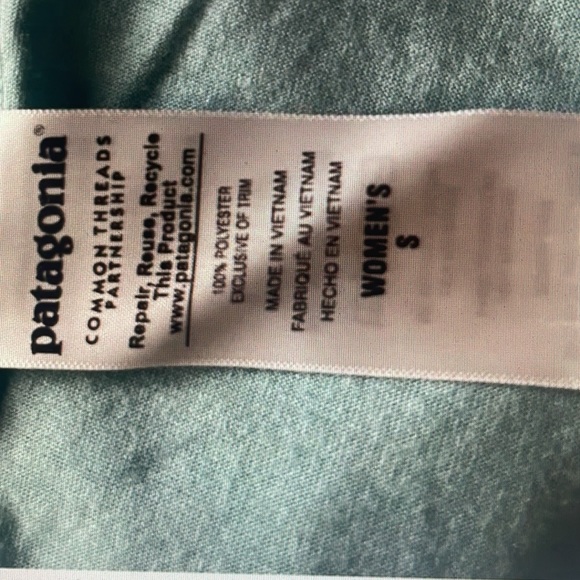 patagonia®
COMMON THREADS
PARTNERSHIP
Repair, Reuse, Recycle
This Product
www.patagonia.com
100% POLYESTER
EXCLUSIVE OF TRIM
MADE IN VIETNAM
FABRIQUÉ AU VIETNAM
HECHO EN VIETNAM
WOMEN'S
S